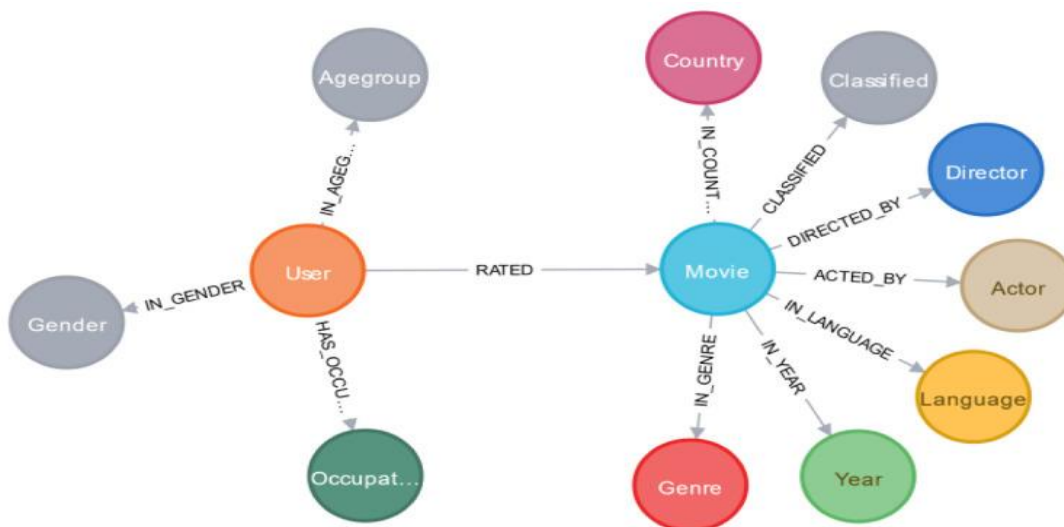 Agegroup
Country
Classified
IN_AGEG...
IN_COUNT...
CLASSIFIED
Director
DIRECTED_BY
User
RATED
Movie
ACTED_BY
Actor
IN_GENDER
Gender
HAS_OCCU...
IN_GENRE
IN_YEAR
IN_LANGUAGE
Language
Occupat...
Genre
Year